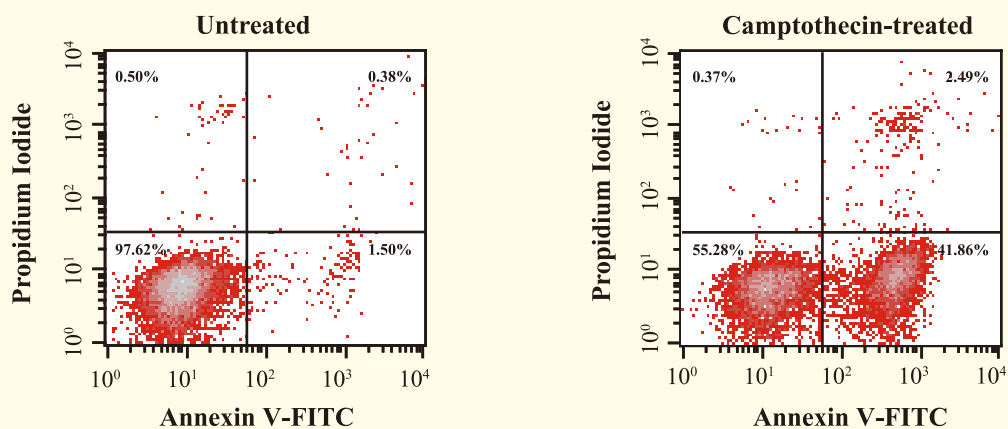 Untreated
Propidium Iodide
10⁴
10³
10²
10¹
10⁰
0.50%
0.38%
97.62%
1.50%
10⁰ 10¹ 10² 10³ 10⁴
Annexin V-FITC
Camptothecin-treated
Propidium Iodide
10⁴
10³
10²
10¹
10⁰
0.37%
2.49%
55.28%
41.86%
10⁰ 10¹ 10² 10³ 10⁴
Annexin V-FITC